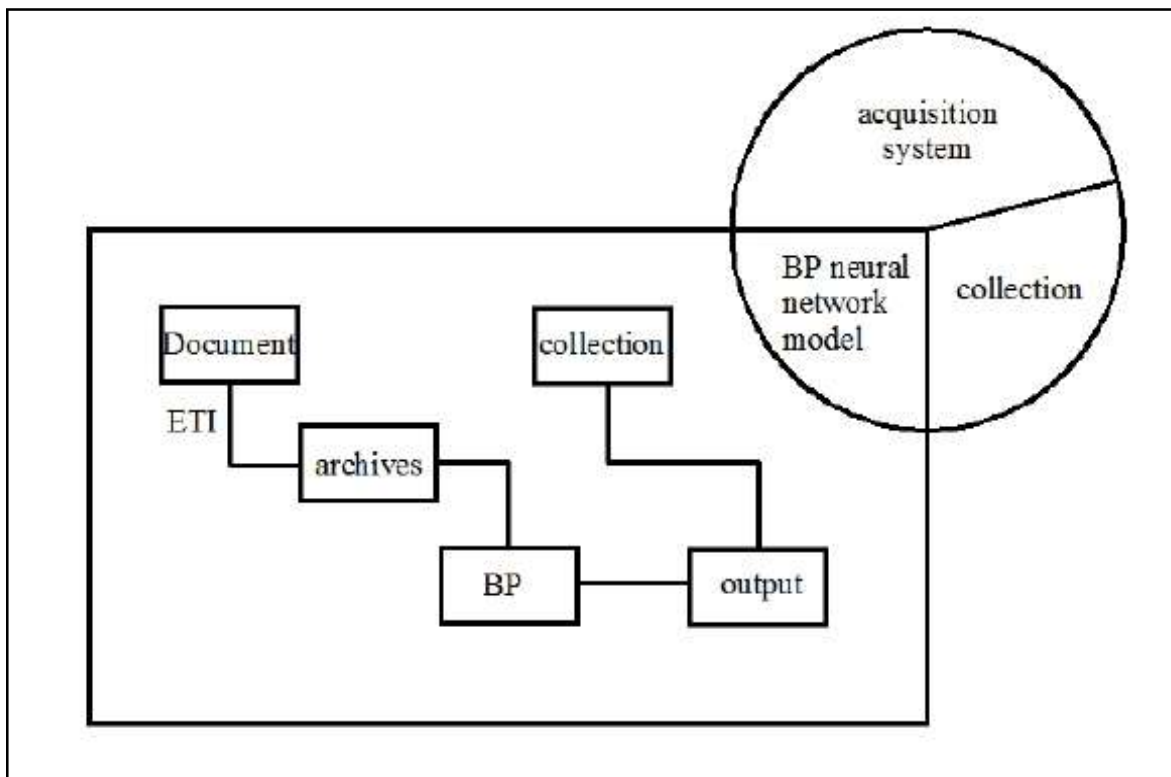 acquisition
system
BP neural
network
model
collection
Document
collection
ETI
archives
BP
output